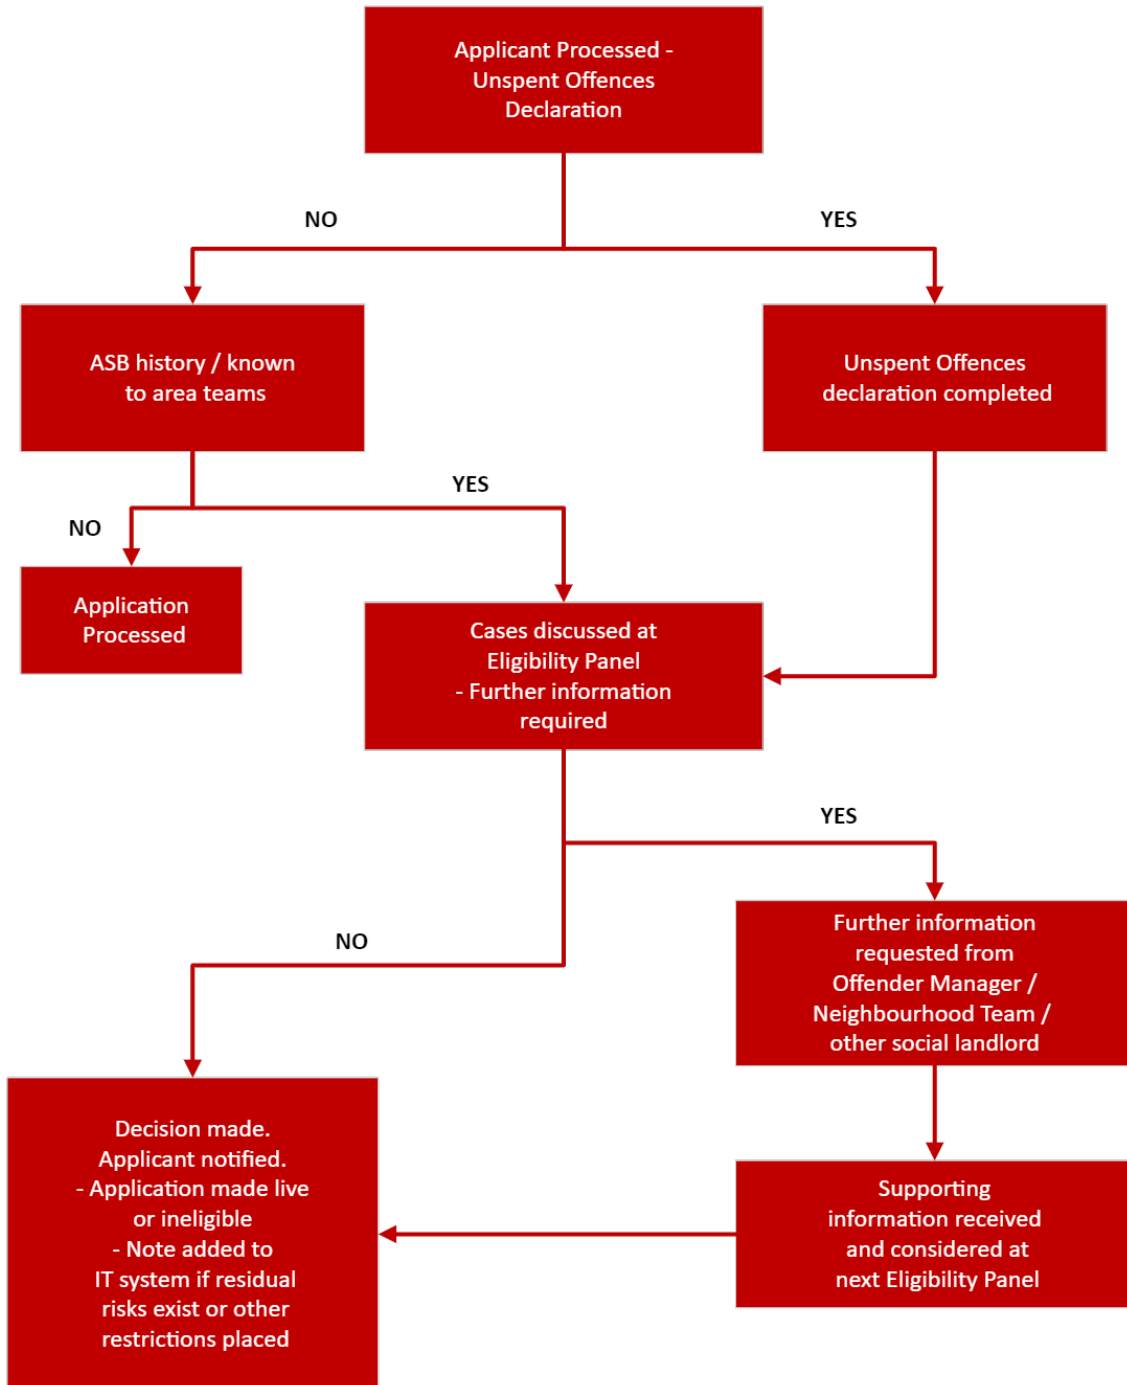 Applicant Processed -
Unspent Offences
Declaration
NO
YES
ASB history / known
to area teams
Unspent Offences
declaration completed
YES
NO
Application
Processed
Cases discussed at
Eligibility Panel
- Further information
required
YES
NO
Further information
requested from
Offender Manager /
Neighbourhood Team /
other social landlord
Decision made.
Applicant notified.
- Application made live
or ineligible
- Note added to
IT system if residual
risks exist or other
restrictions placed
Supporting
information received
and considered at
next Eligibility Panel